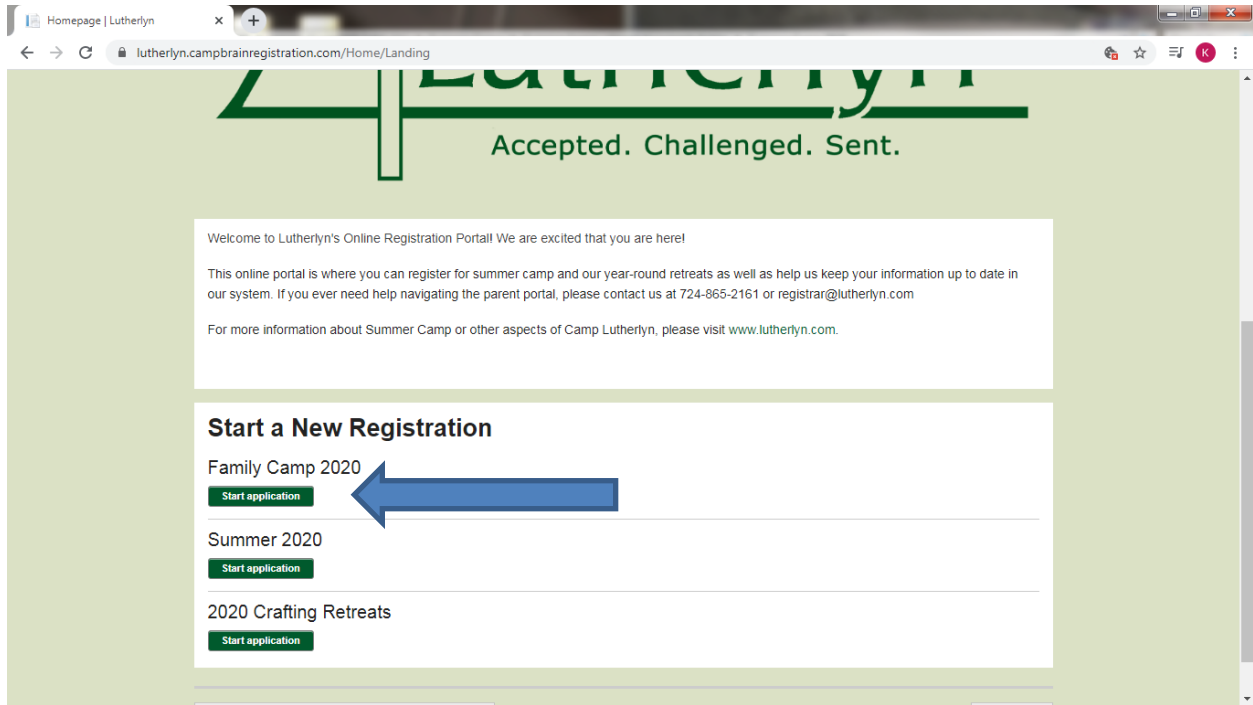 Homepage | Lutherlyn
lutherlyn.campbrainregistration.com/Home/Landing
K
Lutherlyn
Accepted. Challenged. Sent.
Welcome to Lutherlyn's Online Registration Portal! We are excited that you are here!
This online portal is where you can register for summer camp and our year-round retreats as well as help us keep your information up to date in
our system. If you ever need help navigating the parent portal, please contact us at 724-865-2161 or registrar@lutherlyn.com
For more information about Summer Camp or other aspects of Camp Lutherlyn, please visit www.lutherlyn.com.
Start a New Registration
Family Camp 2020
Start application
Summer 2020
Start application
2020 Crafting Retreats
Start application